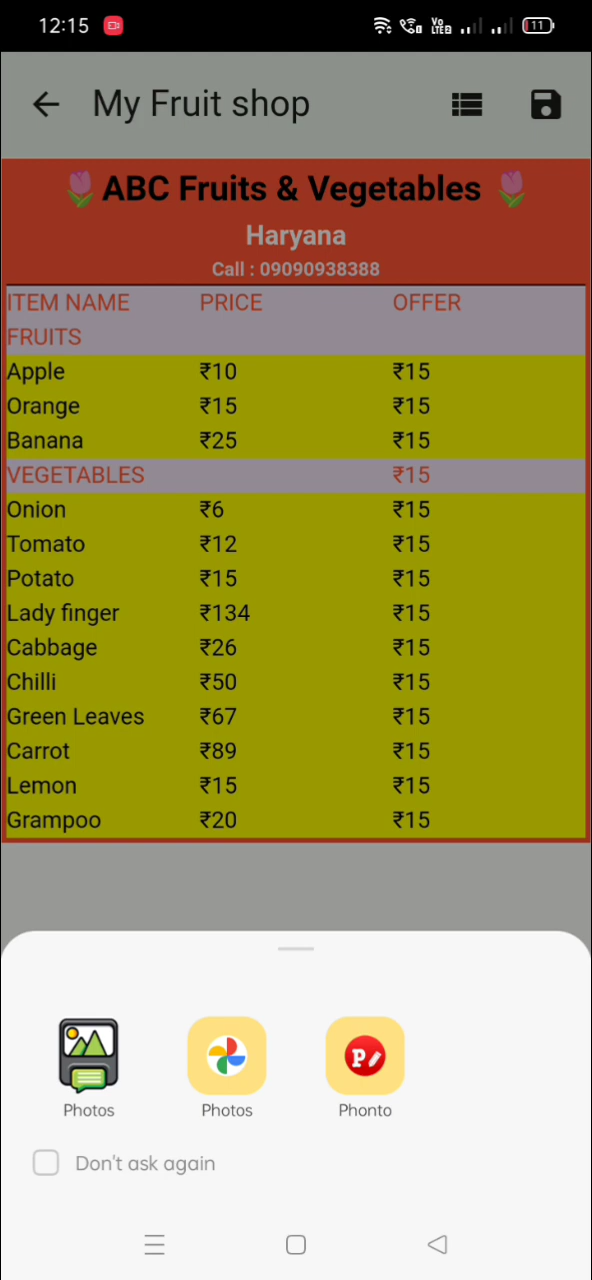 12:15
Vo
LTE2
11
My Fruit shop
ABC Fruits & Vegetables
Haryana
Call : 09090938388
ITEM NAME PRICE OFFER
FRUITS
Apple ₹10 ₹15
Orange ₹15 ₹15
Banana ₹25 ₹15
VEGETABLES ₹15
Onion ₹6 ₹15
Tomato ₹12 ₹15
Potato ₹15 ₹15
Lady finger ₹134 ₹15
Cabbage ₹26 ₹15
Chilli ₹50 ₹15
Green Leaves ₹67 ₹15
Carrot ₹89 ₹15
Lemon ₹15 ₹15
Grampoo ₹20 ₹15
P
Photos Photos Phonto
Don't ask again